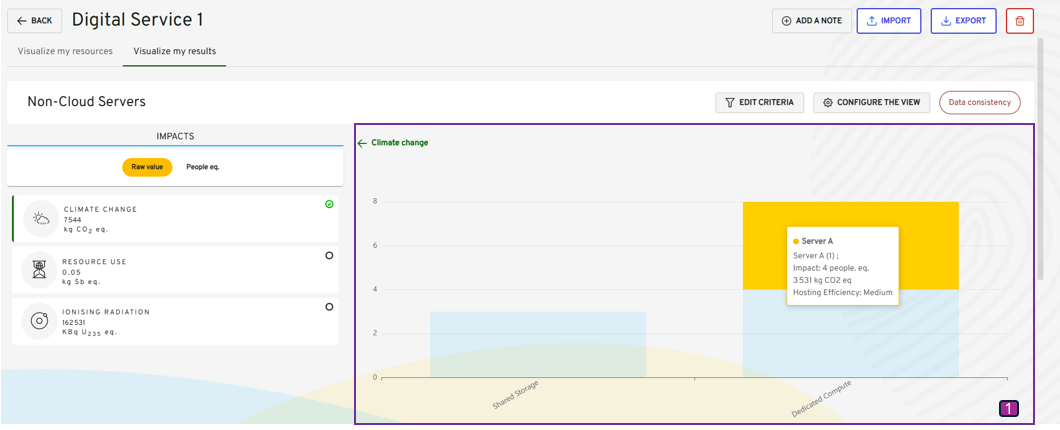 BACK
Digital Service 1
ADD A NOTE
IMPORT
EXPORT
Visualize my resources
Visualize my results
Non-Cloud Servers
EDIT CRITERIA
CONFIGURE THE VIEW
Data consistency
IMPACTS
Raw value
People eq.
CLIMATE CHANGE
7544
kg CO2 eq.
RESOURCE USE
0.05
kg Sb eq.
IONISING RADIATION
162531
KBq U235 eq.
Climate change
8
6
4
2
0
Server A
Server A (1) ;
Impact: 4 people. eq.
3 531 kg CO2 eq
Hosting Efficiency: Medium
Shared Storage
Dedicated Compute
1